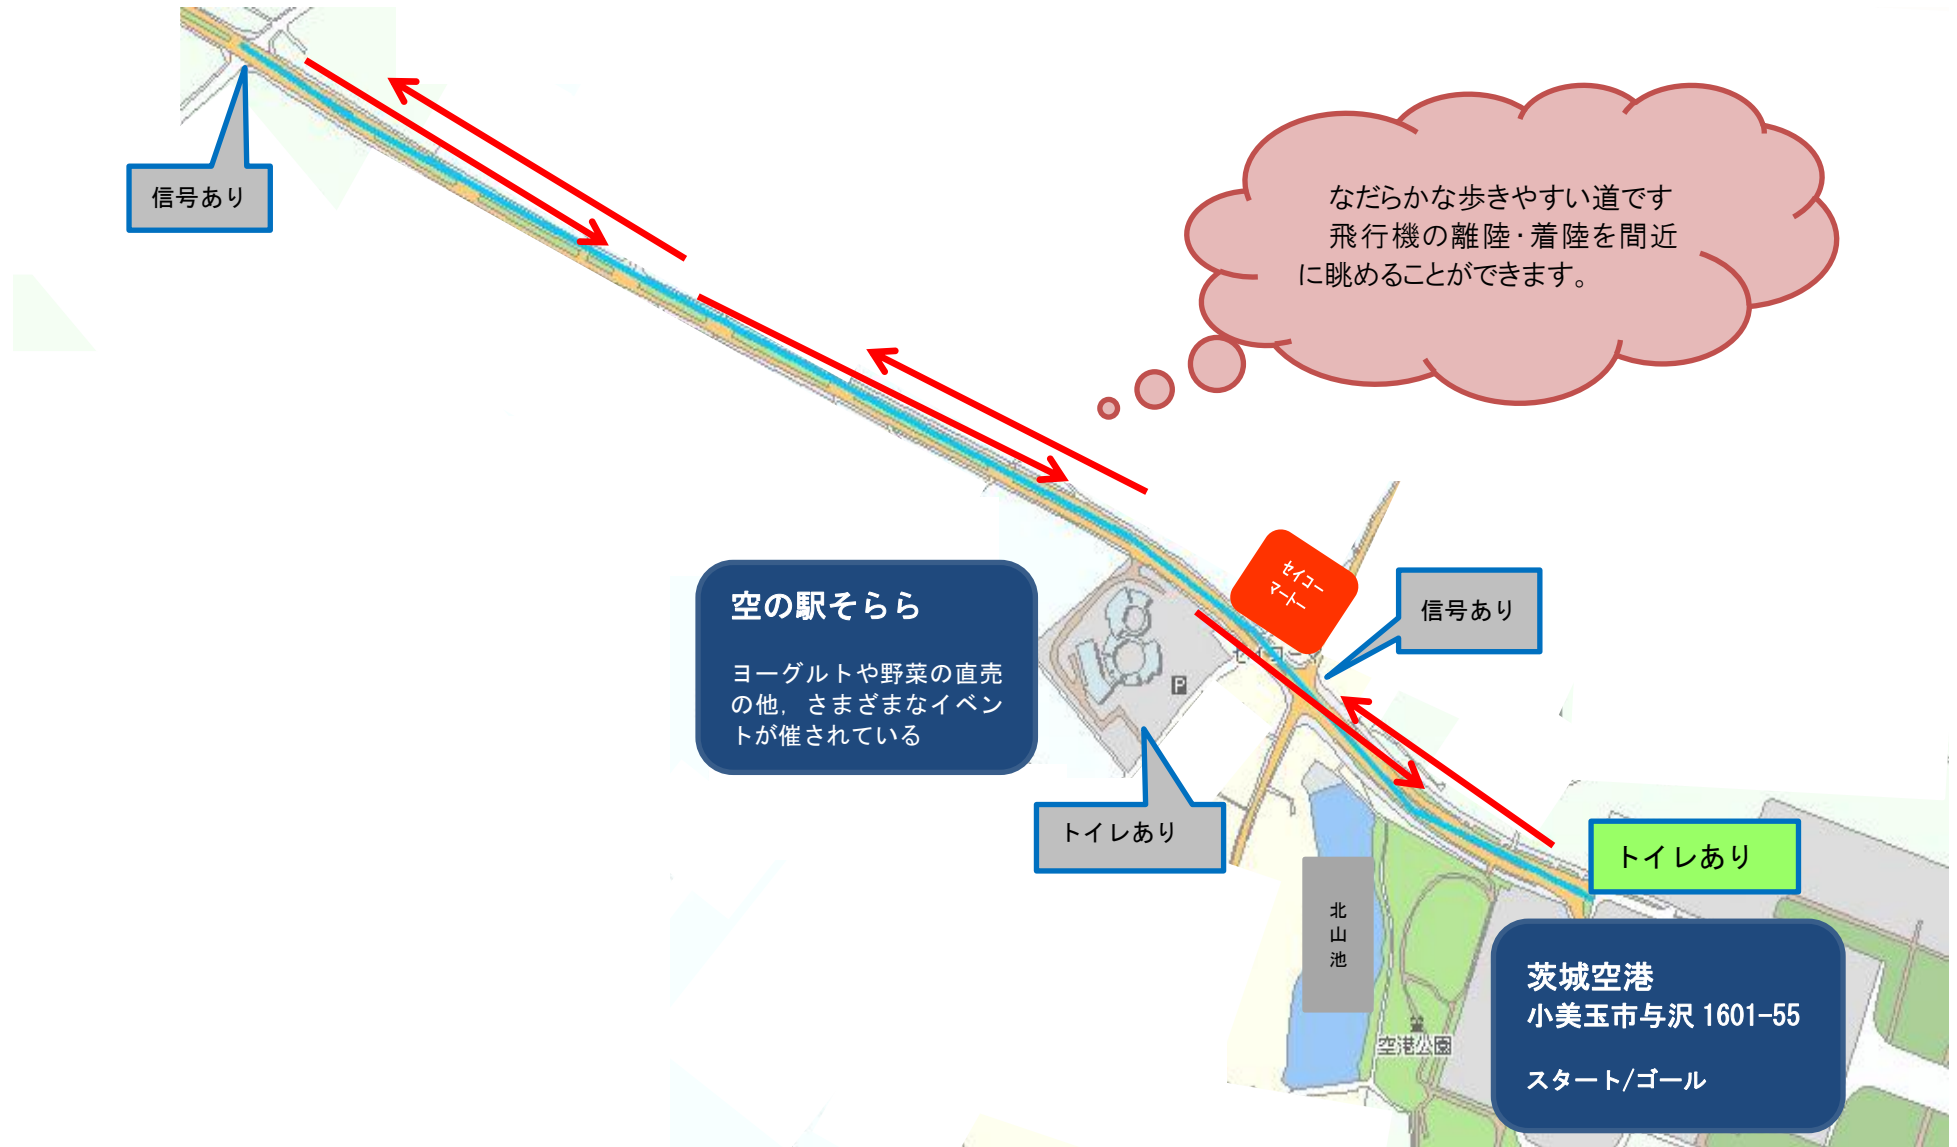 信号あり
なだらかな歩きやすい道です
飛行機の離陸・着陸を間近
に眺めることができます。
セイコー
マートー
信号あり
空の駅そらら
ヨーグルトや野菜の直売
の他，さまざまなイベン
トが催されている
P
トイレあり
トイレあり
北
山
池
茨城空港
小美玉市与沢 1601-55
スタート/ゴール
空港公園